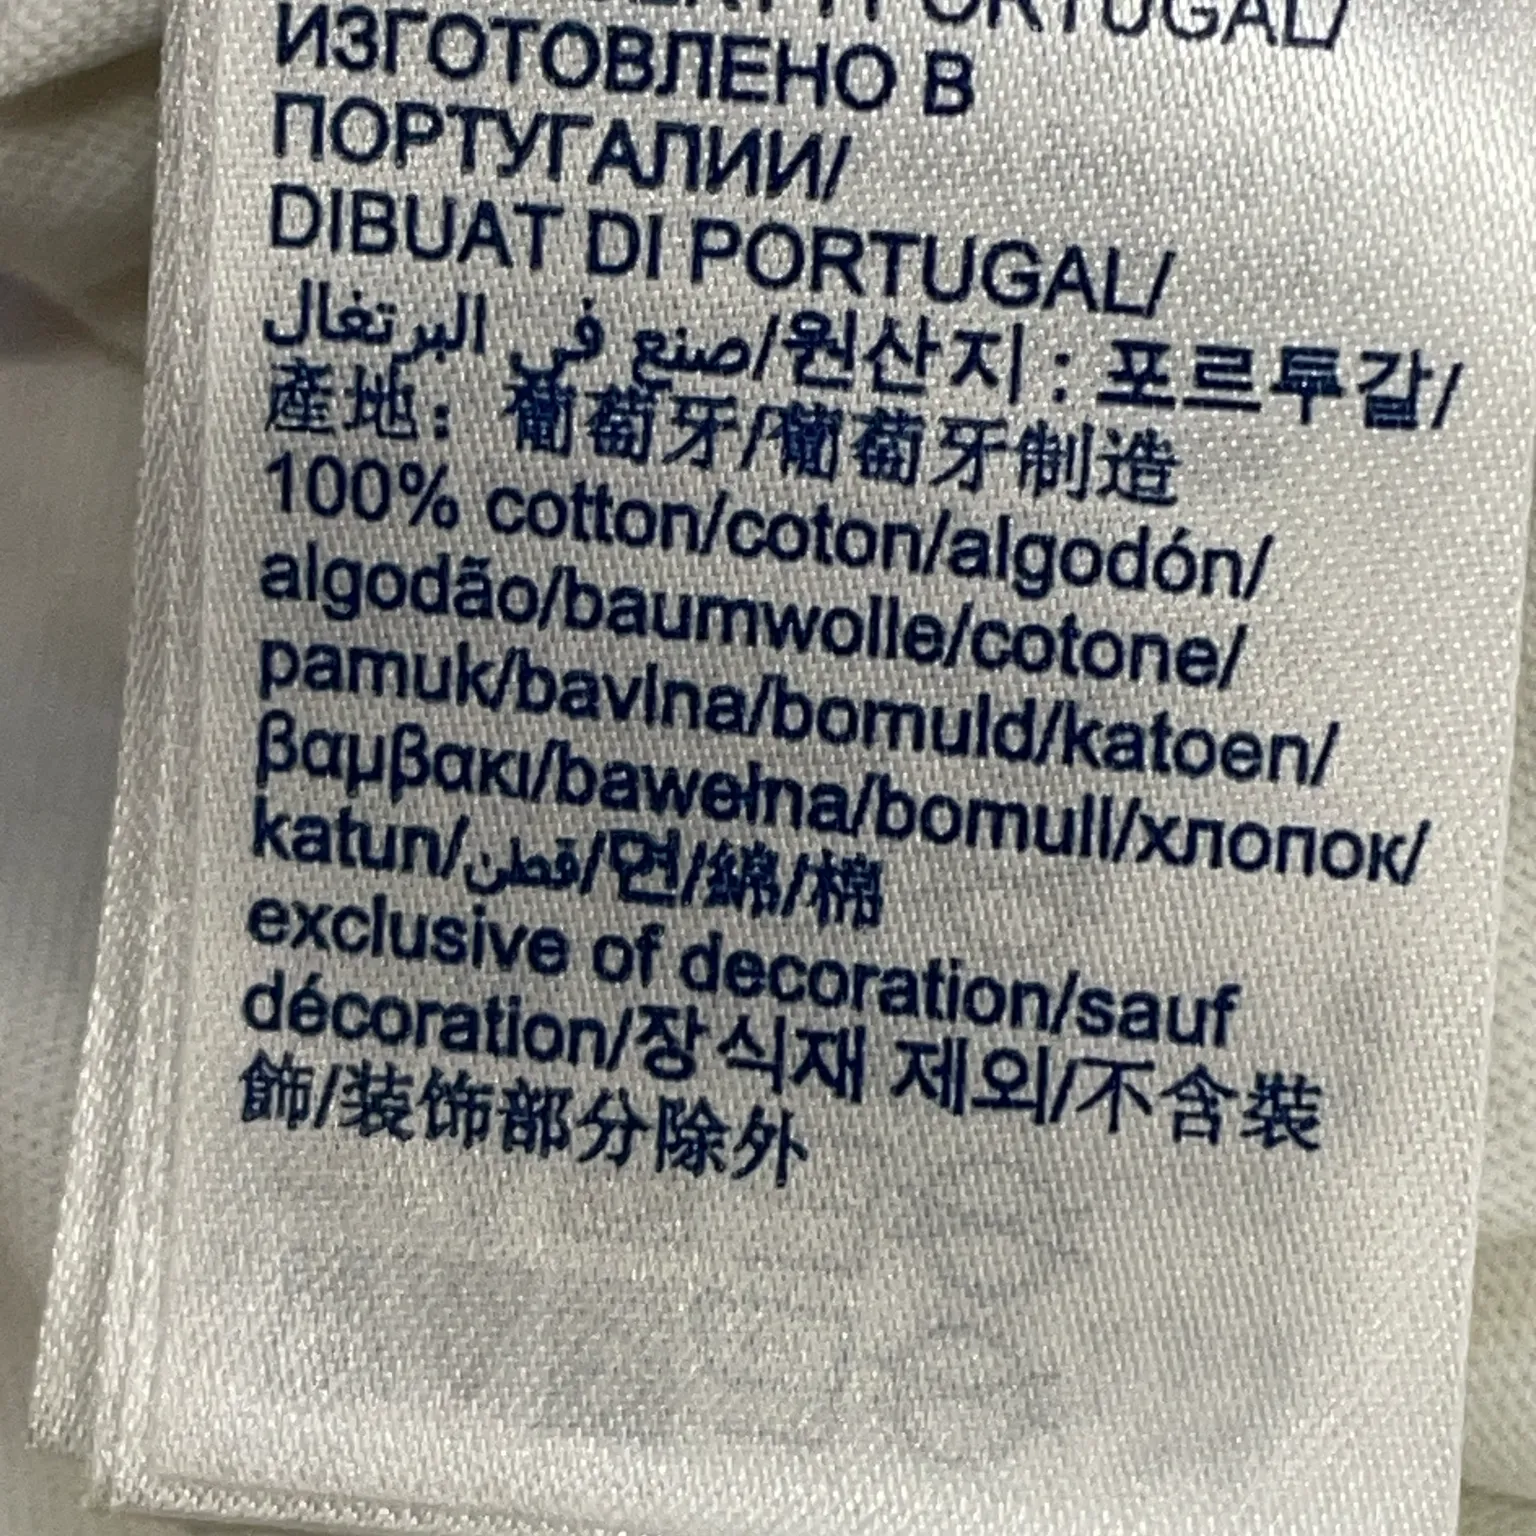 PORTUGAL/
ИЗГОТОВЛЕНО В
ПОРТУГАЛИИ/
DIBUAT DI PORTUGAL/
صنع في البرتغال/원산지 : 포르투갈/
產地：葡萄牙/葡萄牙制造
100% cotton/coton/algodón/
algodão/baumwolle/cotone/
pamuk/bavlna/bomuld/katoen/
βαμβακι/bawełna/bomull/хлопок/
katun/قطن/면/綿/棉
exclusive of decoration/sauf
décoration/장식재 제외/不含裝
飾/装饰部分除外